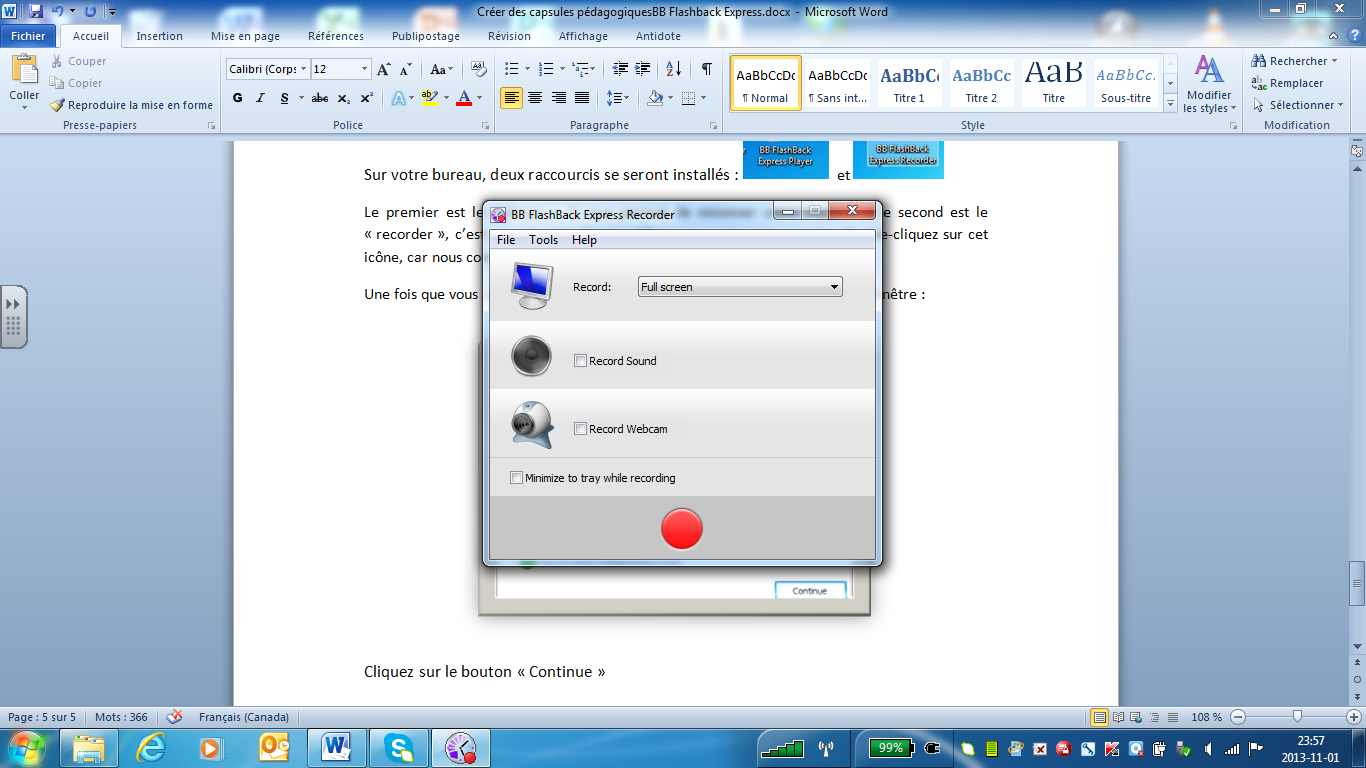 Créer des capsules pédagogiquesBB Flashback Express.docx - Microsoft Word
Fichier Accueil Insertion Mise en page Références Publipostage Révision Affichage Antidote
Coller
Couper
Copier
Reproduire la mise en forme
Presse-papiers
Calibri (Corps 12
G I S abc x₂ x² A ab A
Police
Paragraphe
AaBbCcDc AaBbCcDc AaBbC AaBbCc AaB AaBbCc.
¶ Normal ¶ Sans int... Titre 1 Titre 2 Titre Sous-titre
Style
Modifier les styles
Rechercher
Remplacer
Sélectionner
Modification
Sur votre bureau, deux raccourcis se seront installés : BB FlashBack Express Player et BB FlashBack Express Recorder
Le premier est le second est le
« recorder », c'est -cliquez sur cet
icône, car nous
Une fois que vous
BB FlashBack Express Recorder
File Tools Help
Record: Full screen
Record Sound
Record Webcam
Minimize to tray while recording
Continue
Cliquez sur le bouton « Continue »
Page : 5 sur 5 Mots : 366 Français (Canada) 108 %
99% 23:57
2013-11-01